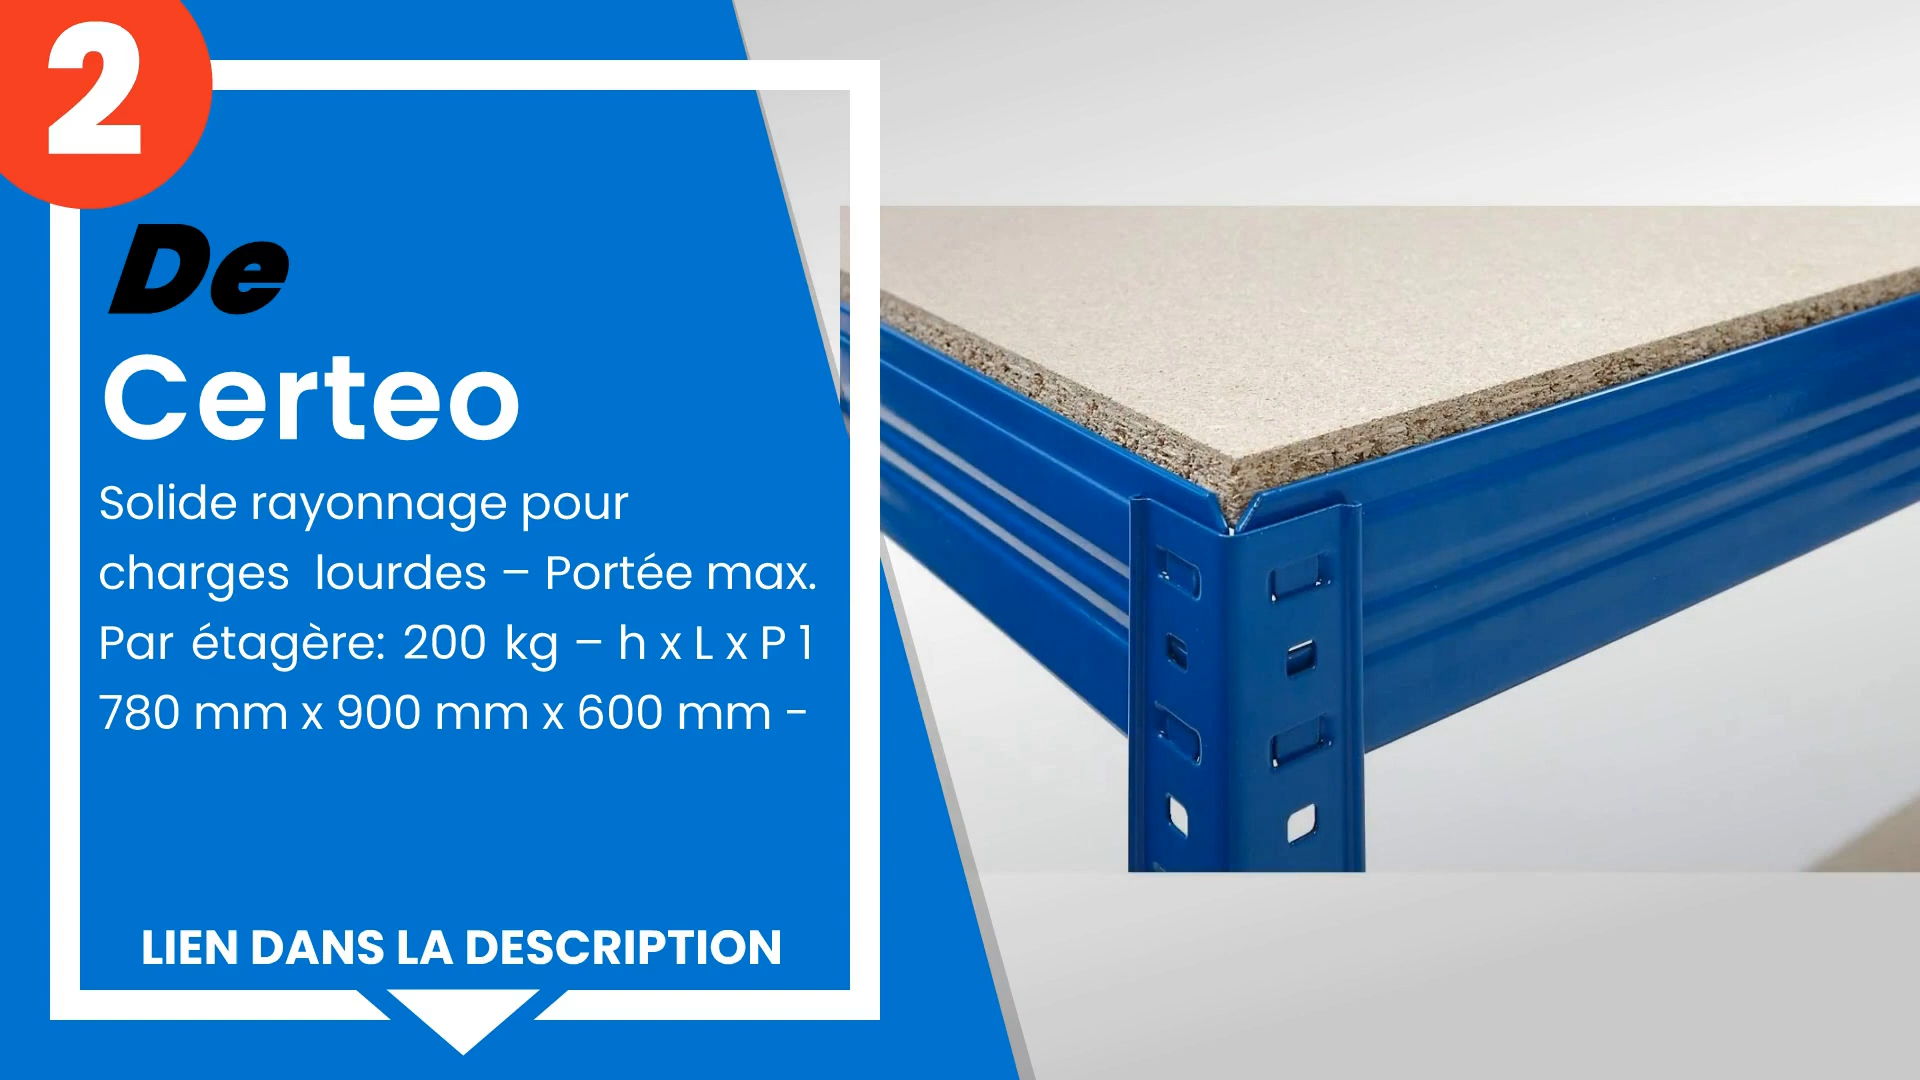 2
De
Certeo
Solide rayonnage pour
charges lourdes – Portée max.
Par étagère: 200 kg – h x L x P 1
780 mm x 900 mm x 600 mm -
LIEN DANS LA DESCRIPTION